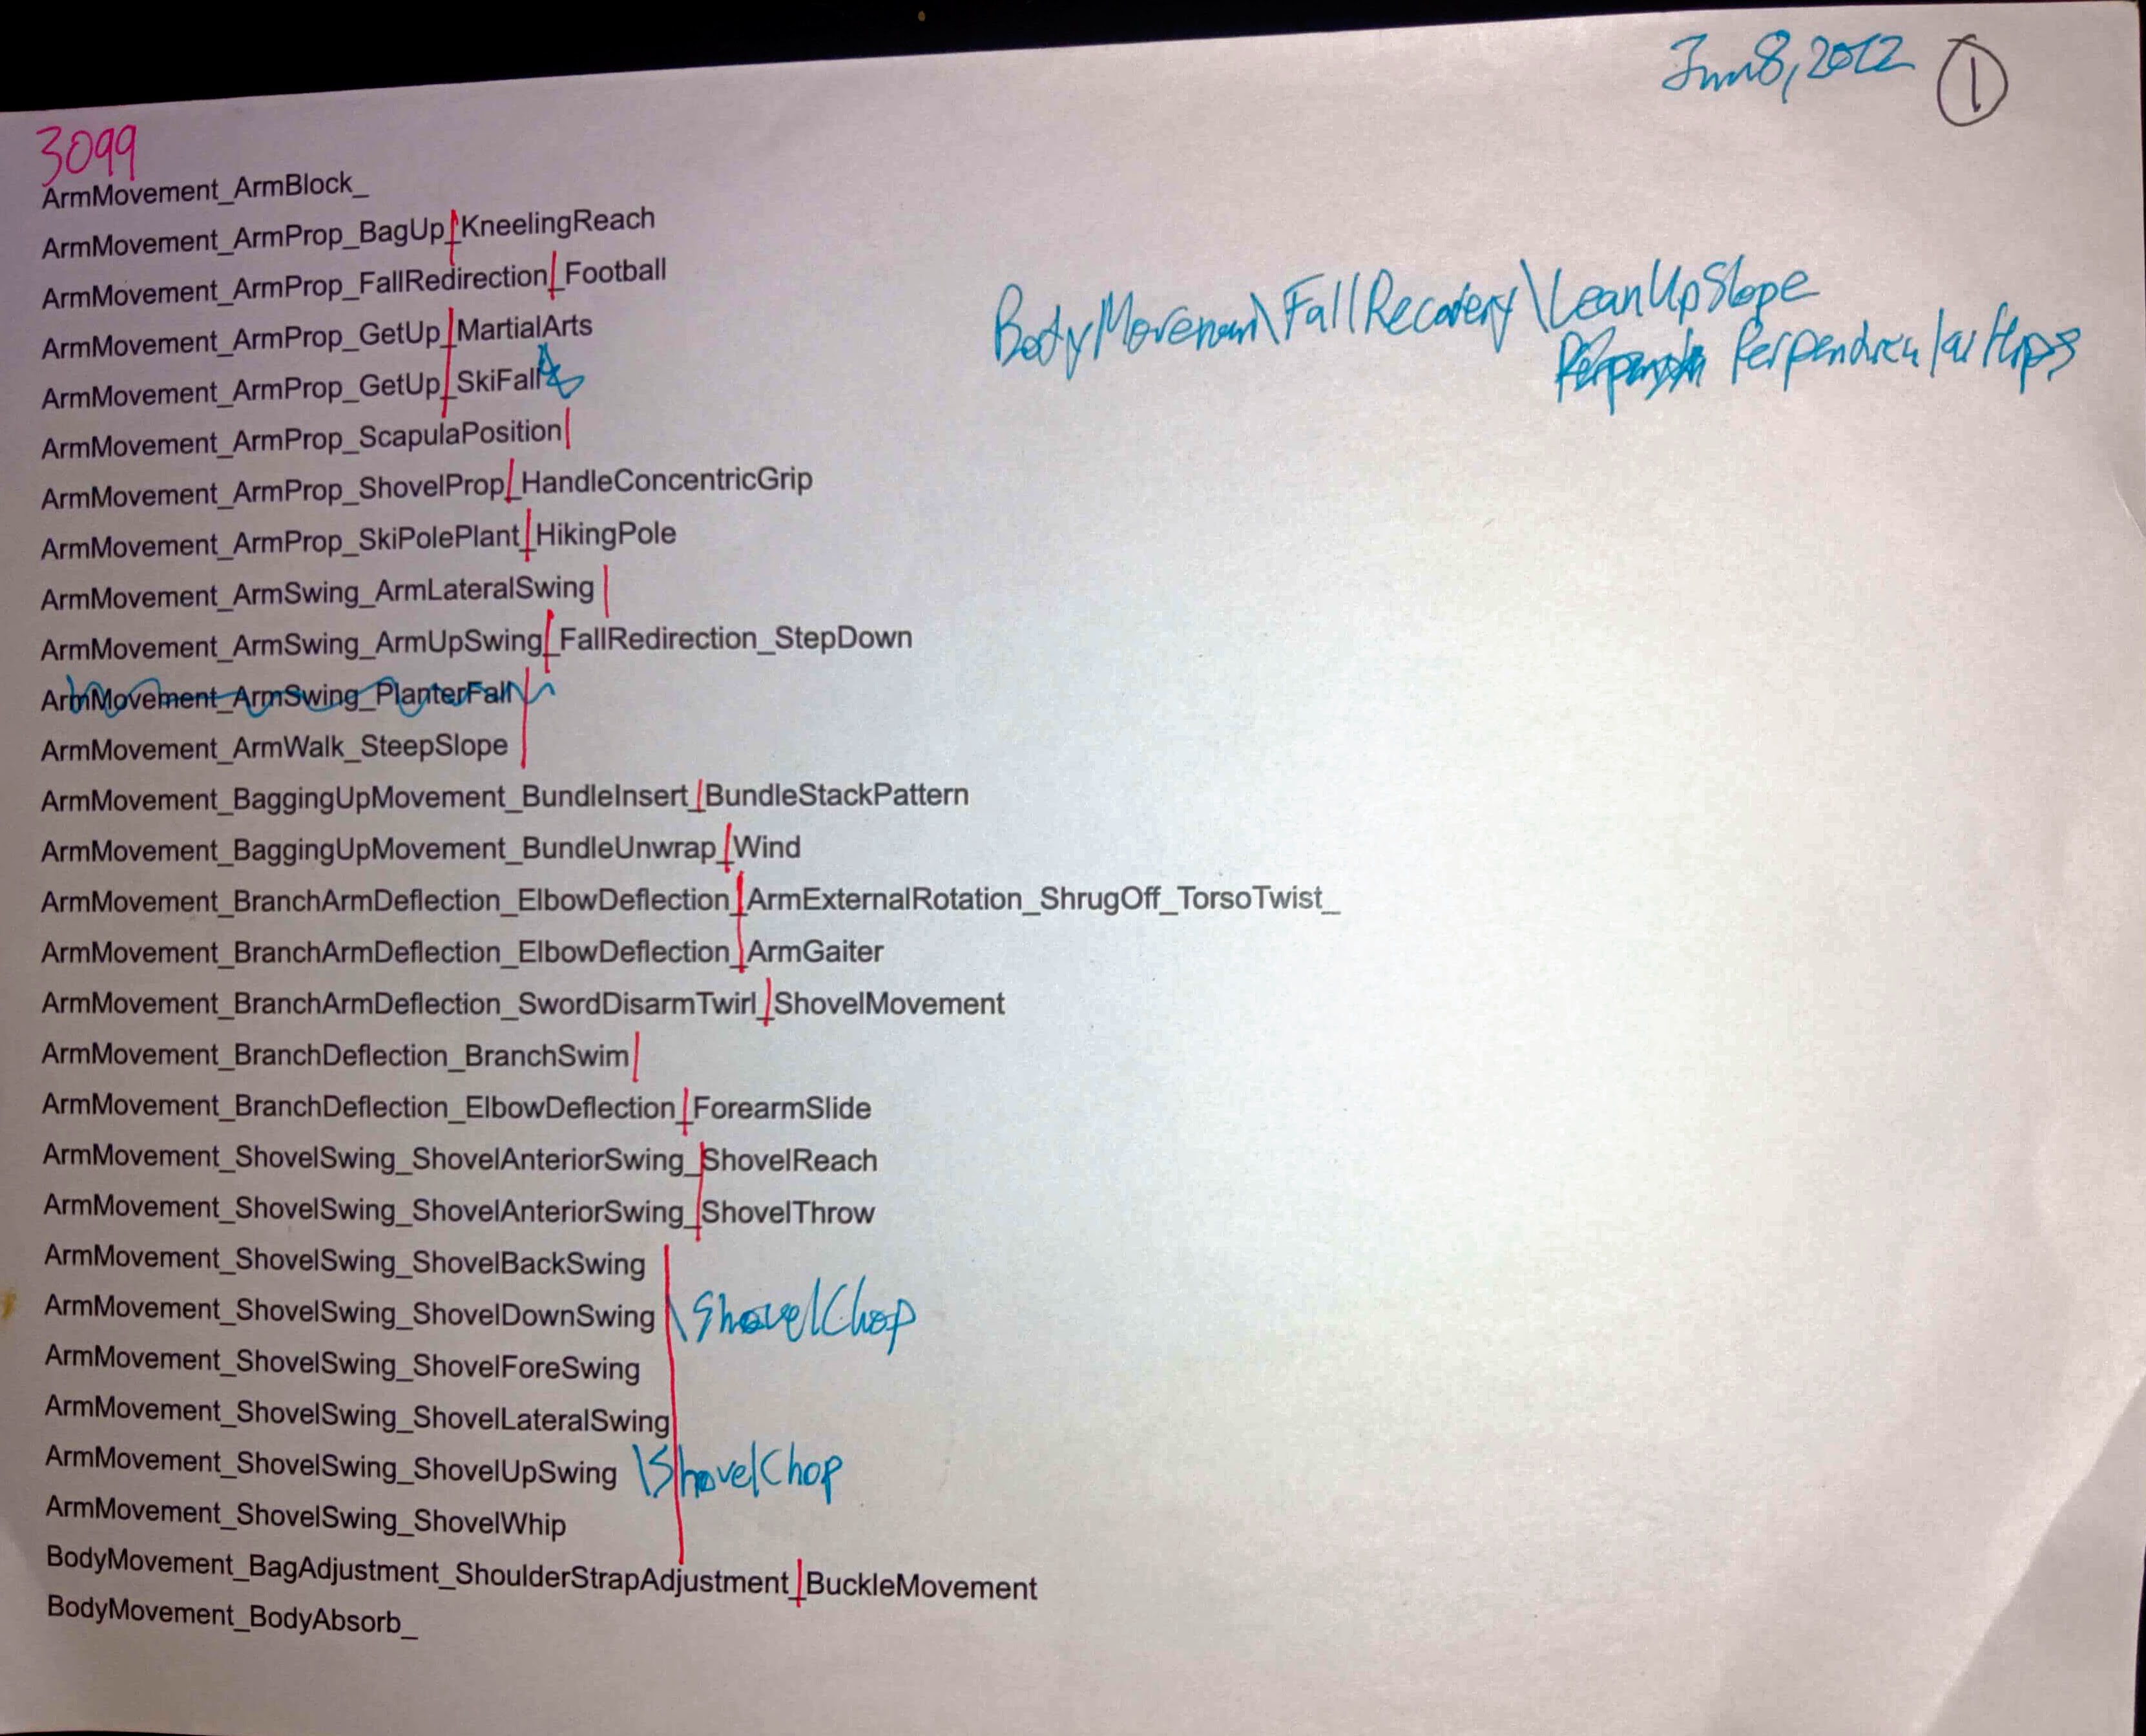 Jun 8, 2012 1
3099
ArmMovement_ArmBlock_
ArmMovement_ArmProp_BagUp_KneelingReach
ArmMovement_ArmProp_FallRedirection_Football
ArmMovement_ArmProp_GetUp_MartialArts
ArmMovement_ArmProp_GetUp_SkiFall
ArmMovement_ArmProp_ScapulaPosition
ArmMovement_ArmProp_ShovelProp_HandleConcentricGrip
ArmMovement_ArmProp_SkiPolePlant_HikingPole
ArmMovement_ArmSwing_ArmLateralSwing
ArmMovement_ArmSwing_ArmUpSwing_FallRedirection_StepDown
ArmMovement_ArmSwing_PlanterFall
ArmMovement_ArmWalk_SteepSlope
ArmMovement_BaggingUpMovement_BundleInsert_BundleStackPattern
ArmMovement_BaggingUpMovement_BundleUnwrap_Wind
ArmMovement_BranchArmDeflection_ElbowDeflection_ArmExternalRotation_ShrugOff_TorsoTwist_
ArmMovement_BranchArmDeflection_ElbowDeflection_ArmGaiter
ArmMovement_BranchArmDeflection_SwordDisarmTwirl_ShovelMovement
ArmMovement_BranchDeflection_BranchSwim
ArmMovement_BranchDeflection_ElbowDeflection_ForearmSlide
ArmMovement_ShovelSwing_ShovelAnteriorSwing_ShovelReach
ArmMovement_ShovelSwing_ShovelAnteriorSwing_ShovelThrow
ArmMovement_ShovelSwing_ShovelBackSwing
ArmMovement_ShovelSwing_ShovelDownSwing \ShovelChop
ArmMovement_ShovelSwing_ShovelForeSwing
ArmMovement_ShovelSwing_ShovelLateralSwing
ArmMovement_ShovelSwing_ShovelUpSwing \ShovelChop
ArmMovement_ShovelSwing_ShovelWhip
BodyMovement_BagAdjustment_ShoulderStrapAdjustment_BuckleMovement
BodyMovement_BodyAbsorb_
BodyMovement\FallRecovery\LeanUpSlope
PerpendicularHips